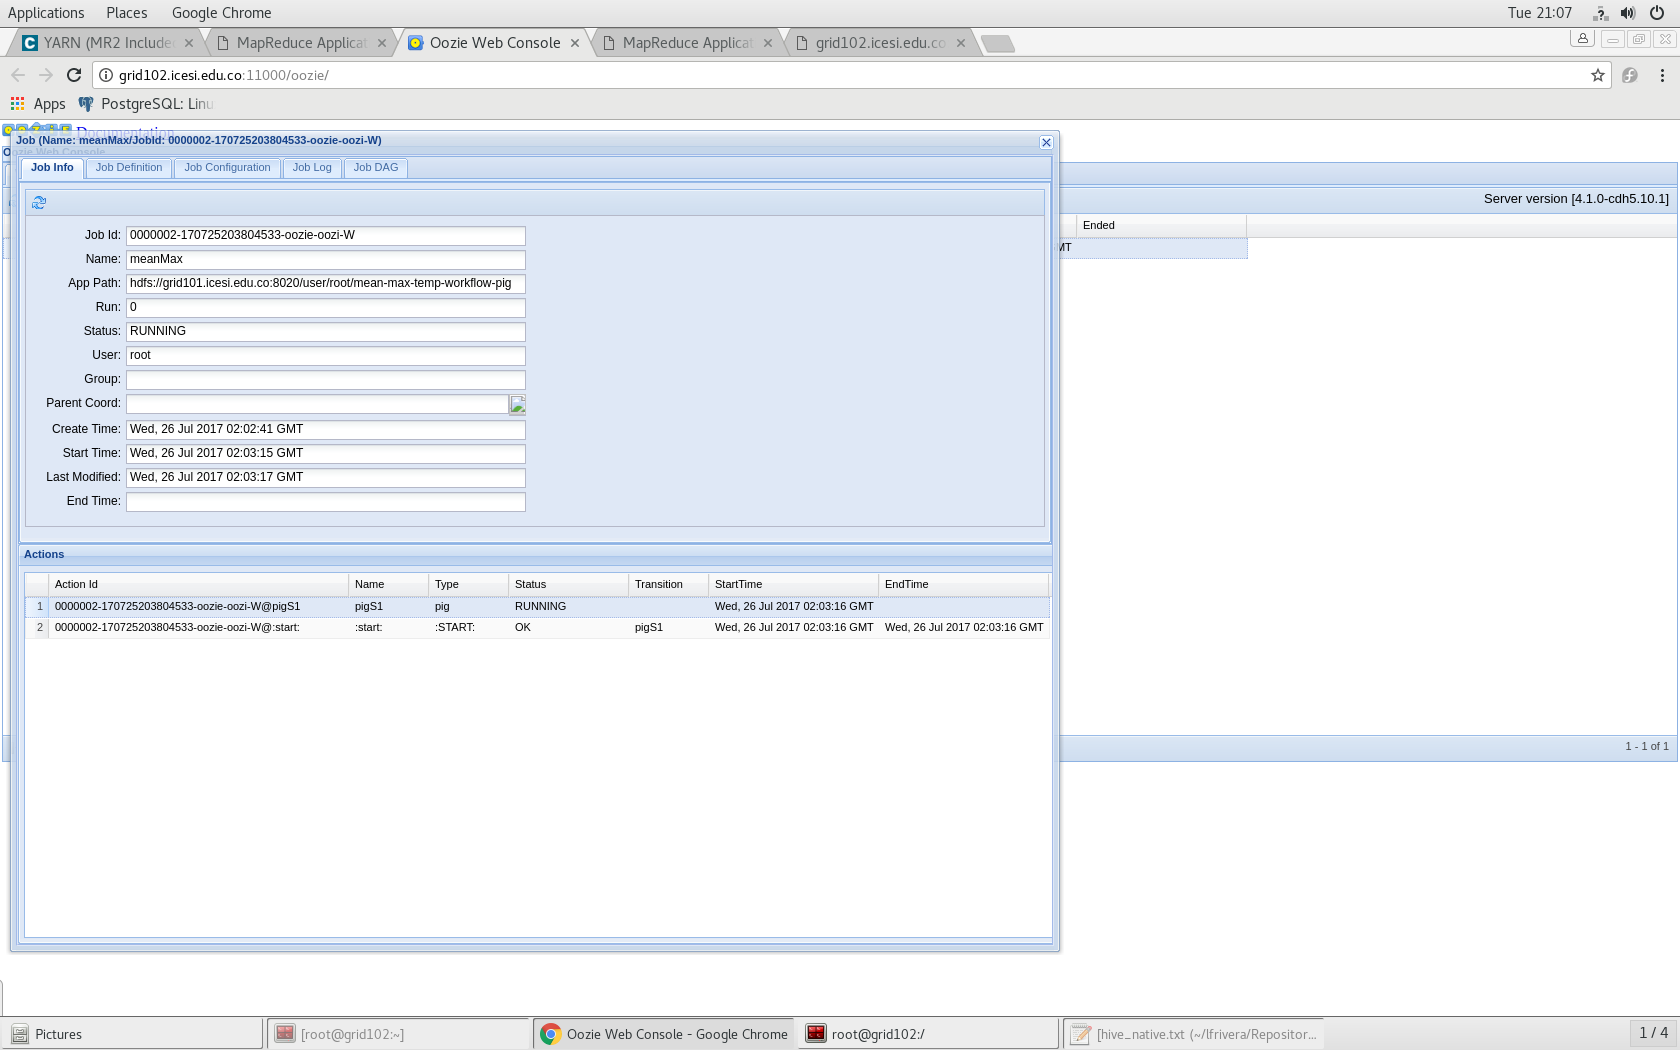 Applications Places Google Chrome Tue 21:07
YARN (MR2 Include MapReduce Applicat Oozie Web Console MapReduce Applicat grid102.icesi.edu.co
grid102.icesi.edu.co:11000/oozie/
Apps PostgreSQL: Linu
Documentation
Job (Name: meanMax/JobId: 0000002-170725203804533-oozie-oozi-W)
Oozie Web Console
Job Info Job Definition Job Configuration Job Log Job DAG
Server version [4.1.0-cdh5.10.1]
Ended
Job Id: 0000002-170725203804533-oozie-oozi-W
MT
Name: meanMax
App Path: hdfs://grid101.icesi.edu.co:8020/user/root/mean-max-temp-workflow-pig
Run: 0
Status: RUNNING
User: root
Group:
Parent Coord:
Create Time: Wed, 26 Jul 2017 02:02:41 GMT
Start Time: Wed, 26 Jul 2017 02:03:15 GMT
Last Modified: Wed, 26 Jul 2017 02:03:17 GMT
End Time:
Actions
Action Id Name Type Status Transition StartTime EndTime
1 0000002-170725203804533-oozie-oozi-W@pigS1 pigS1 pig RUNNING Wed, 26 Jul 2017 02:03:16 GMT
2 0000002-170725203804533-oozie-oozi-W@:start: :start: :START: OK pigS1 Wed, 26 Jul 2017 02:03:16 GMT Wed, 26 Jul 2017 02:03:16 GMT
1 - 1 of 1
Pictures [root@grid102:~] Oozie Web Console - Google Chrome root@grid102:/ [hive_native.txt (~/lfrivera/Repositor... 1 / 4